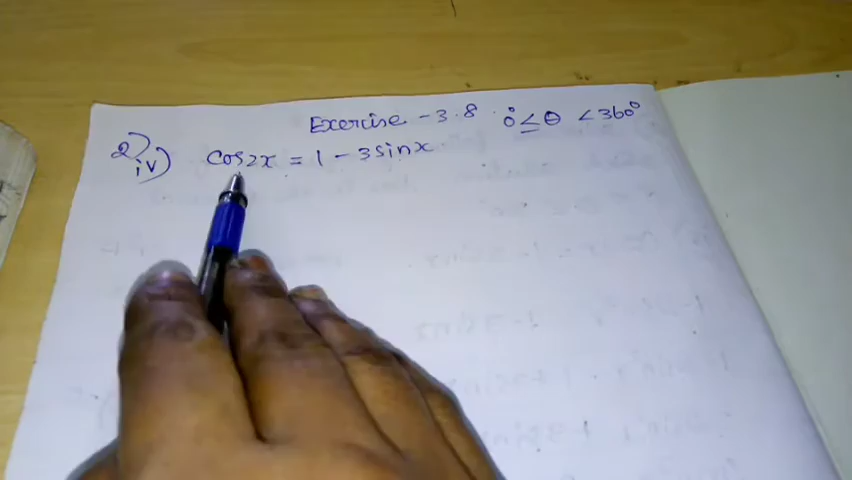 Exercise - 3.8 0° ≤ θ < 360°
2) iv) cos2x = 1 - 3sinx